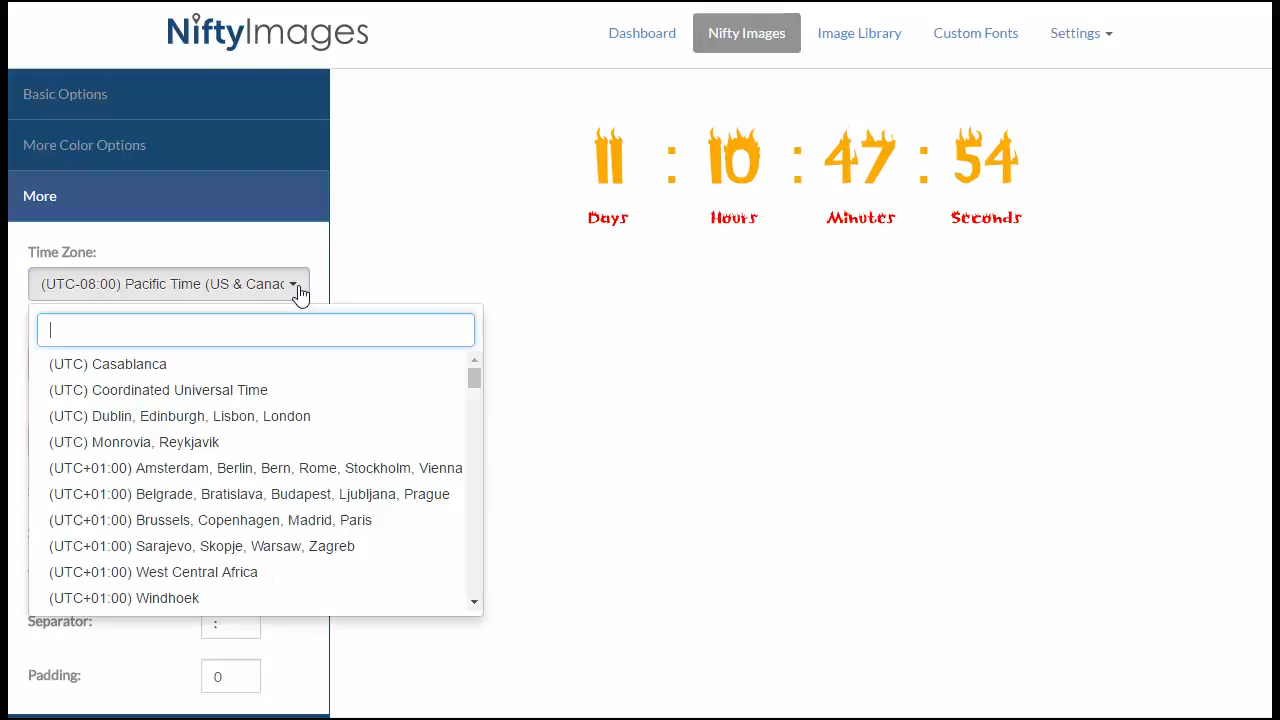 NiftyImages
Dashboard
Nifty Images
Image Library
Custom Fonts
Settings
Basic Options
More Color Options
More
11 : 10 : 47 : 54
Days Hours Minutes Seconds
Time Zone:
(UTC-08:00) Pacific Time (US & Canac
(UTC) Casablanca
(UTC) Coordinated Universal Time
(UTC) Dublin, Edinburgh, Lisbon, London
(UTC) Monrovia, Reykjavik
(UTC+01:00) Amsterdam, Berlin, Bern, Rome, Stockholm, Vienna
(UTC+01:00) Belgrade, Bratislava, Budapest, Ljubljana, Prague
(UTC+01:00) Brussels, Copenhagen, Madrid, Paris
(UTC+01:00) Sarajevo, Skopje, Warsaw, Zagreb
(UTC+01:00) West Central Africa
(UTC+01:00) Windhoek
Separator: :
Padding: 0